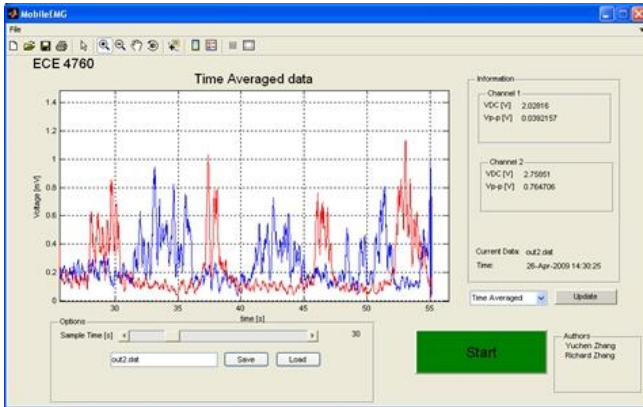 MobileEMG
File
ECE 4760
Time Averaged data
Voltage [mV]
1.4
1.2
1
0.8
0.6
0.4
0.2
0
30
35
40
45
50
55
time [s]
Information
Channel 1
VDC [V] 2.02816
Vp-p [V] 0.0392157
Channel 2
VDC [V] 2.75851
Vp-p [V] 0.764706
Current Data: out2.dat
Time: 26-Apr-2009 14:30:25
Time Averaged
Update
Options
Sample Time [s]
30
out2.dat
Save
Load
Start
Authors
Yuchen Zhang
Richard Zhang